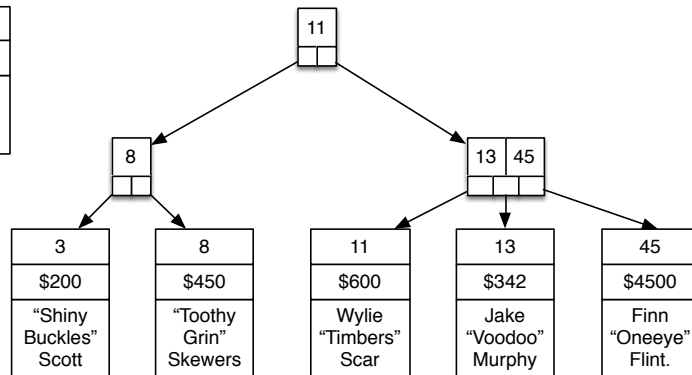 11
8
13 45
3
8
11
13
45
$200
$450
$600
$342
$4500
“Shiny
Buckles”
Scott
“Toothy
Grin”
Skewers
Wylie
“Timbers”
Scar
Jake
“Voodoo”
Murphy
Finn
“Oneeye”
Flint.